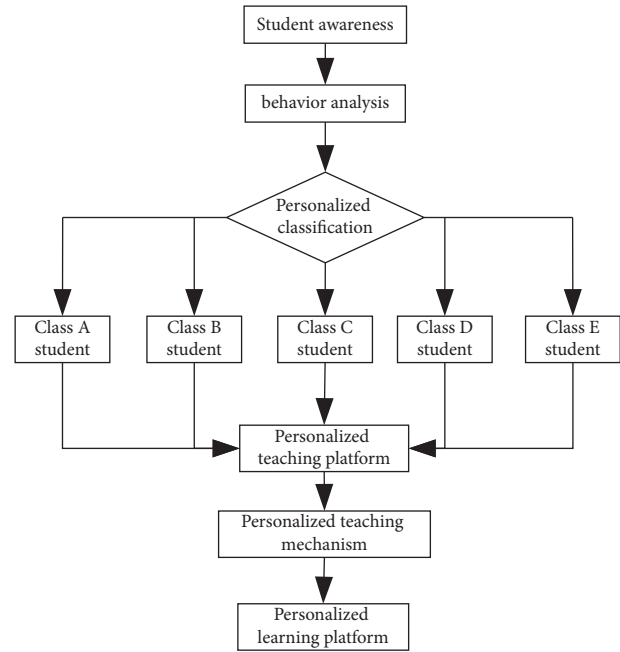 Student awareness
behavior analysis
Personalized
classification
Class A
student
Class B
student
Class C
student
Class D
student
Class E
student
Personalized
teaching platform
Personalized teaching
mechanism
Personalized
learning platform